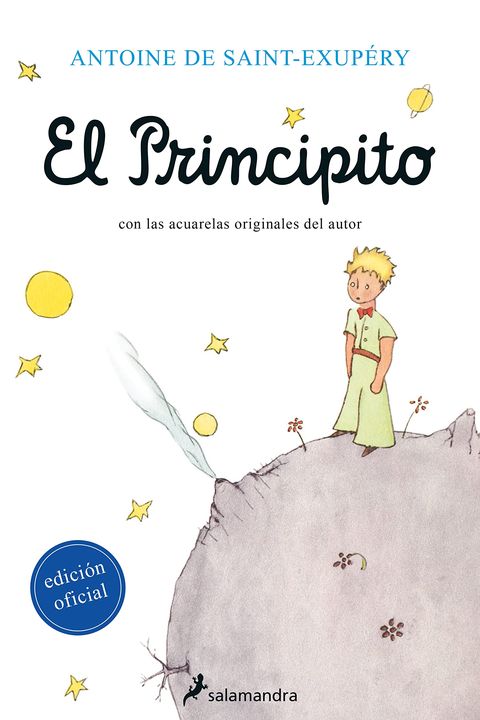 ANTOINE DE SAINT-EXUPÉRY
El Principito
con las acuarelas originales del autor
edición
oficial
salamandra